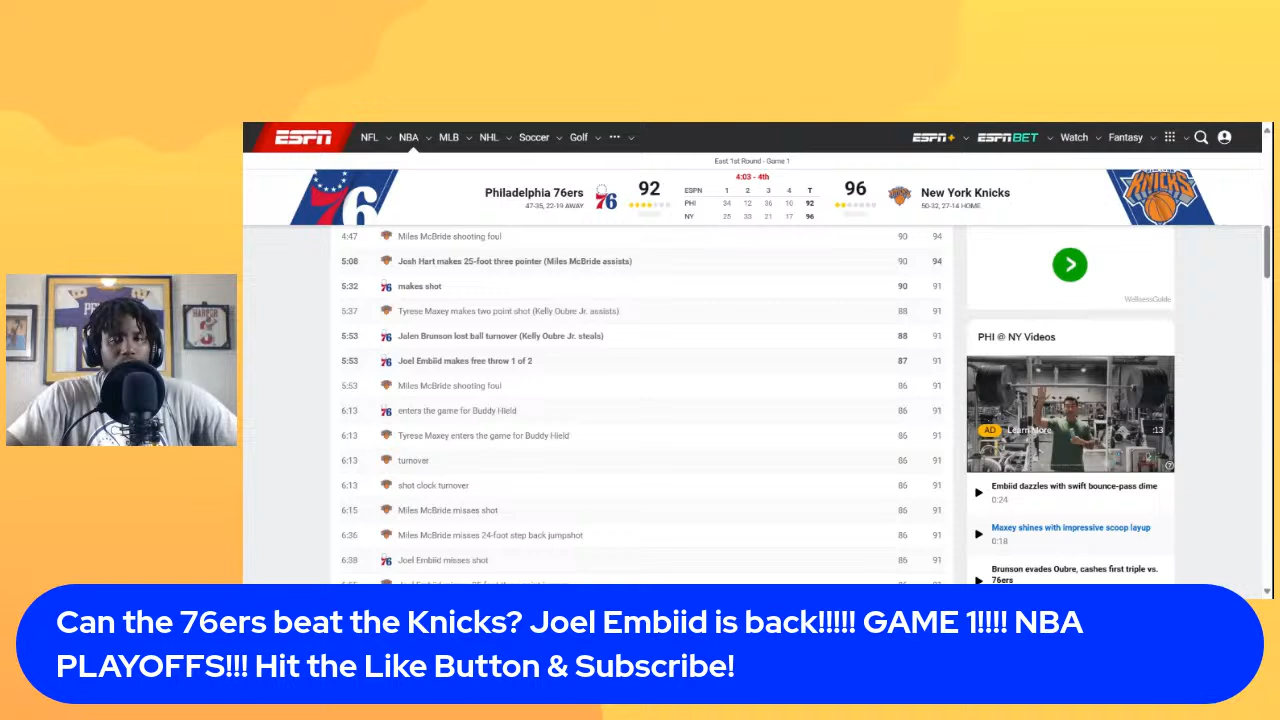 ESPN
NFL NBA MLB NHL Soccer Golf ••• ESPN+ ESPN BET Watch Fantasy
East 1st Round - Game 1
4:03 - 4th
Philadelphia 76ers 76 92 ESPN 1 2 3 4 T 96 New York Knicks KNICKS
47-35, 22-19 AWAY PHI 34 12 36 10 92 50-32, 27-14 HOME
NY 25 33 21 17 96
4:47 Miles McBride shooting foul 90 94
5:08 Josh Hart makes 25-foot three pointer (Miles McBride assists) 90 94
5:32 76 makes shot 90 91
5:37 Tyrese Maxey makes two point shot (Kelly Oubre Jr. assists) 88 91
5:53 76 Jalen Brunson lost ball turnover (Kelly Oubre Jr. steals) 88 91
5:53 76 Joel Embiid makes free throw 1 of 2 87 91
5:53 Miles McBride shooting foul 86 91
6:13 76 enters the game for Buddy Hield 86 91
6:13 Tyrese Maxey enters the game for Buddy Hield 86 91
6:13 turnover 86 91
6:13 shot clock turnover 86 91
6:15 Miles McBride misses shot 86 91
6:36 Miles McBride misses 24-foot step back jumpshot 86 91
6:38 76 Joel Embiid misses shot 86 91
WellnessGuide
PHI @ NY Videos
AD Learn More :13
Embiid dazzles with swift bounce-pass dime
0:24
Maxey shines with impressive scoop layup
0:18
Brunson evades Oubre, cashes first triple vs.
76ers
HARPER
Can the 76ers beat the Knicks? Joel Embiid is back!!!!! GAME 1!!!! NBA
PLAYOFFS!!! Hit the Like Button & Subscribe!